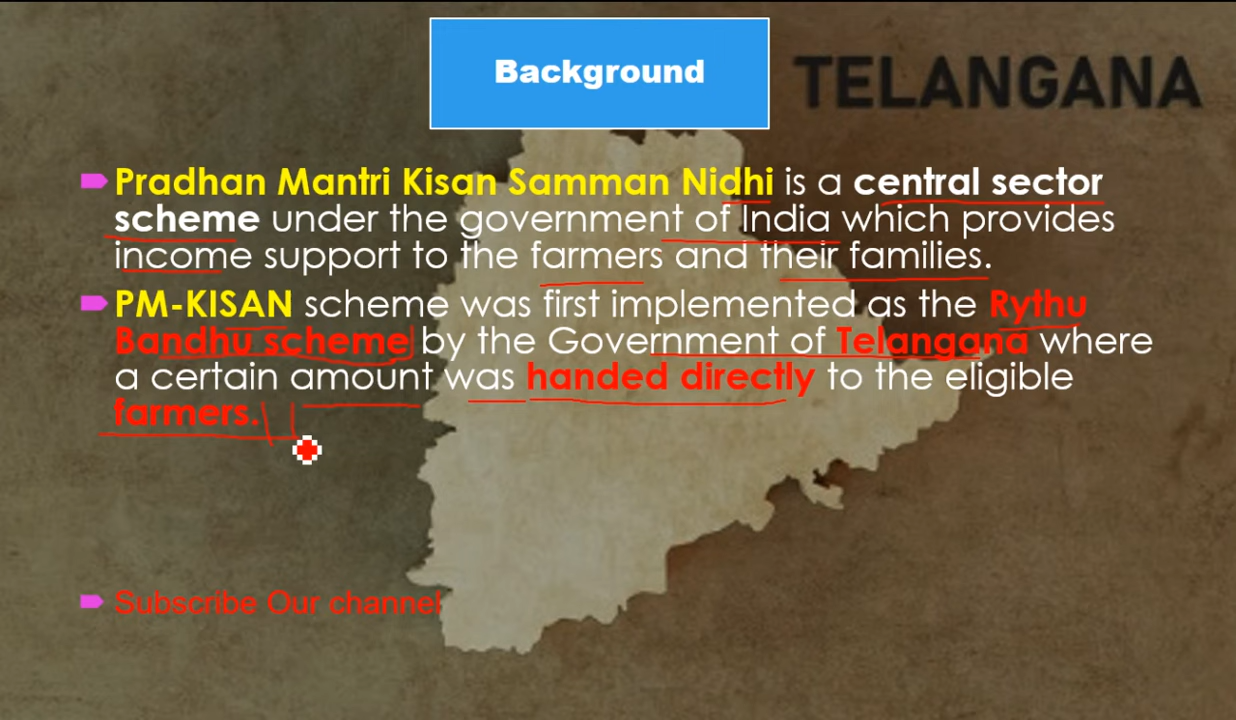 Background
TELANGANA
Pradhan Mantri Kisan Samman Nidhi is a central sector
scheme under the government of India which provides
income support to the farmers and their families.
PM-KISAN scheme was first implemented as the Rythu
Bandhu scheme by the Government of Telangana where
a certain amount was handed directly to the eligible
farmers.
Subscribe Our channel